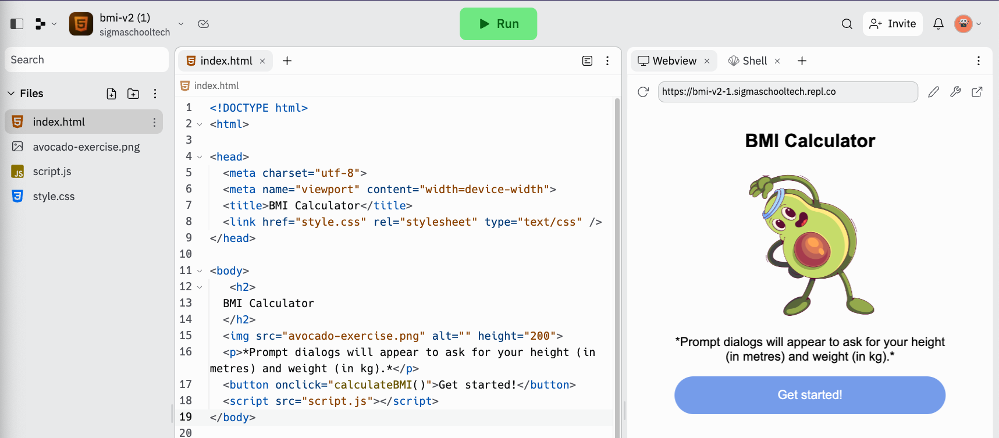 bmi-v2 (1)
sigmaschooltech
Run
Invite
Search
Files
index.html
avocado-exercise.png
JS script.js
style.css
index.html
index.html
1 <!DOCTYPE html>
2 <html>
3
4 <head>
5 <meta charset="utf-8">
6 <meta name="viewport" content="width=device-width">
7 <title>BMI Calculator</title>
8 <link href="style.css" rel="stylesheet" type="text/css" />
9 </head>
10
11 <body>
12 <h2>
13 BMI Calculator
14 </h2>
15 <img src="avocado-exercise.png" alt="" height="200">
16 <p>*Prompt dialogs will appear to ask for your height (in
metres) and weight (in kg).*</p>
17 <button onclick="calculateBMI()">Get started!</button>
18 <script src="script.js"></script>
19 </body>
20
Webview
Shell
https://bmi-v2-1.sigmaschooltech.repl.co
BMI Calculator
*Prompt dialogs will appear to ask for your height
(in metres) and weight (in kg).*
Get started!